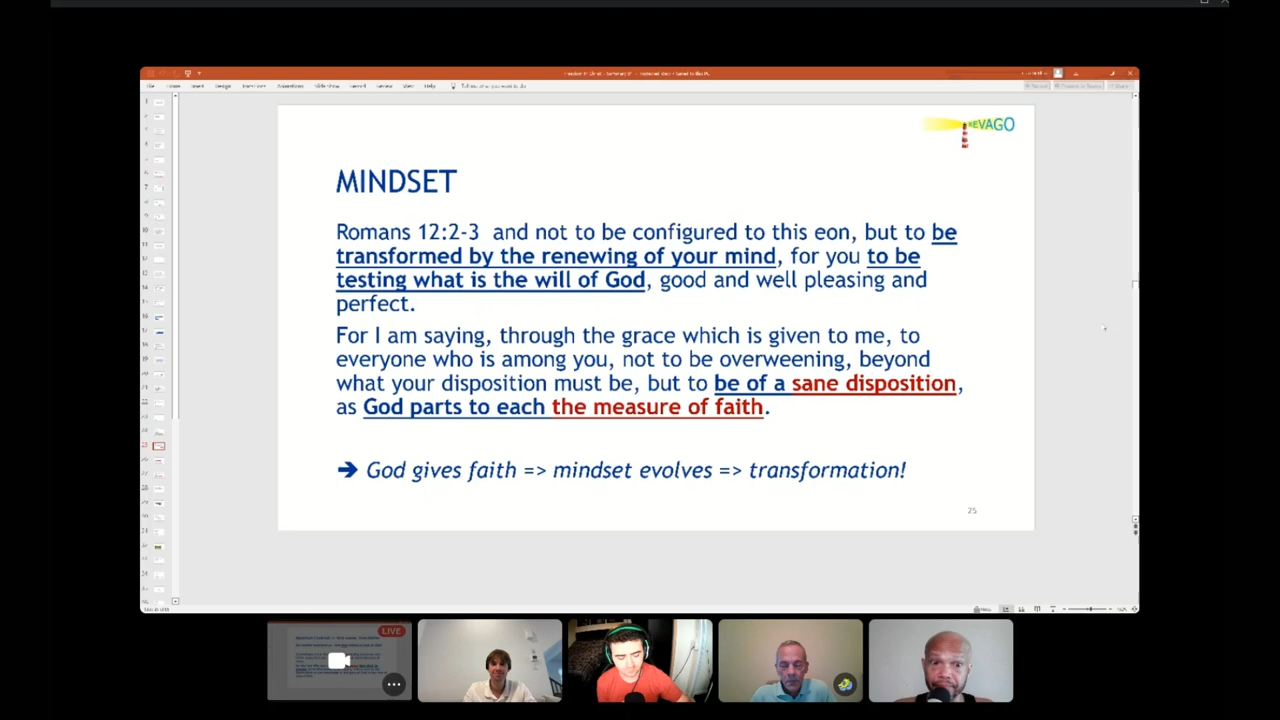 KEVAGO
MINDSET
Romans 12:2-3 and not to be configured to this eon, but to be
transformed by the renewing of your mind, for you to be
testing what is the will of God, good and well pleasing and
perfect.
For I am saying, through the grace which is given to me, to
everyone who is among you, not to be overweening, beyond
what your disposition must be, but to be of a sane disposition,
as God parts to each the measure of faith.
➔ God gives faith => mindset evolves => transformation!
25
LIVE